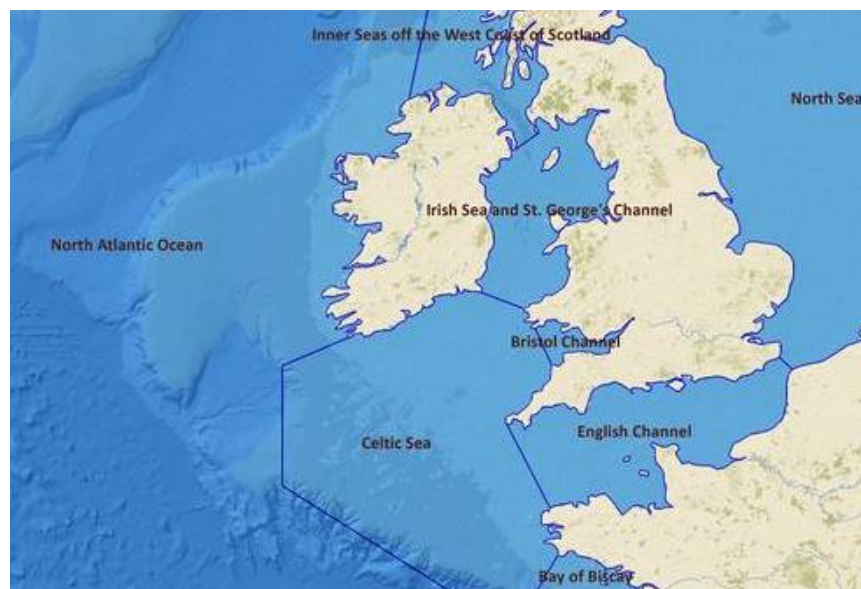 Inner Seas off the West Coast of Scotland
North Sea
Irish Sea and St. George's Channel
North Atlantic Ocean
Bristol Channel
English Channel
Celtic Sea
Bay of Biscay